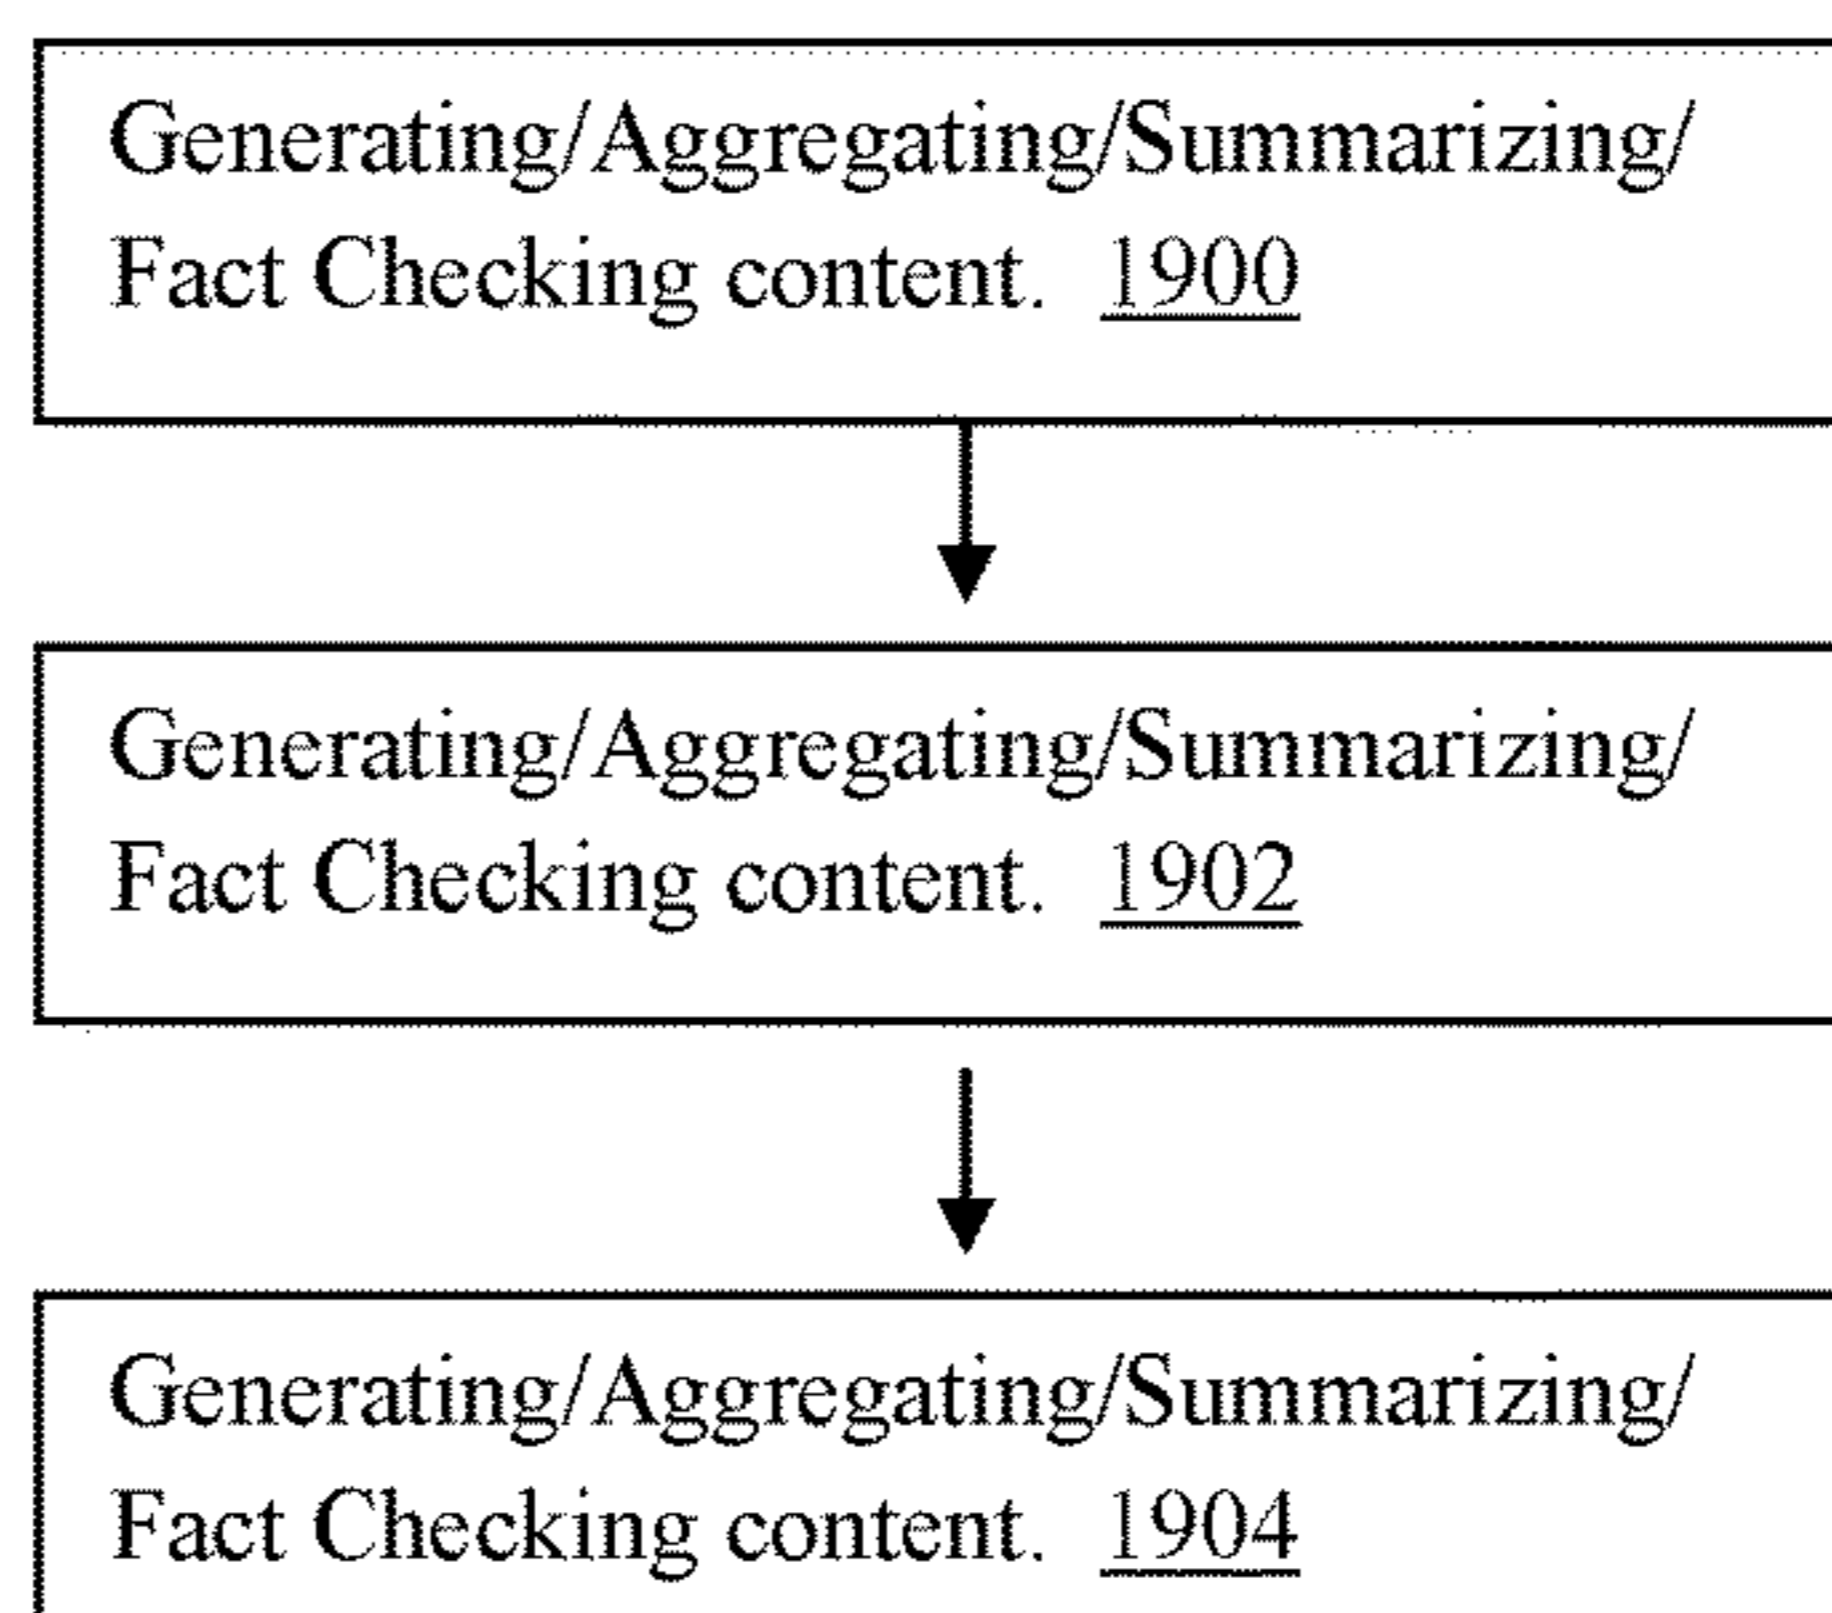 Generating/Aggregating/Summarizing/
Fact Checking content. 1900
Generating/Aggregating/Summarizing/
Fact Checking content. 1902
Generating/Aggregating/Summarizing/
Fact Checking content. 1904